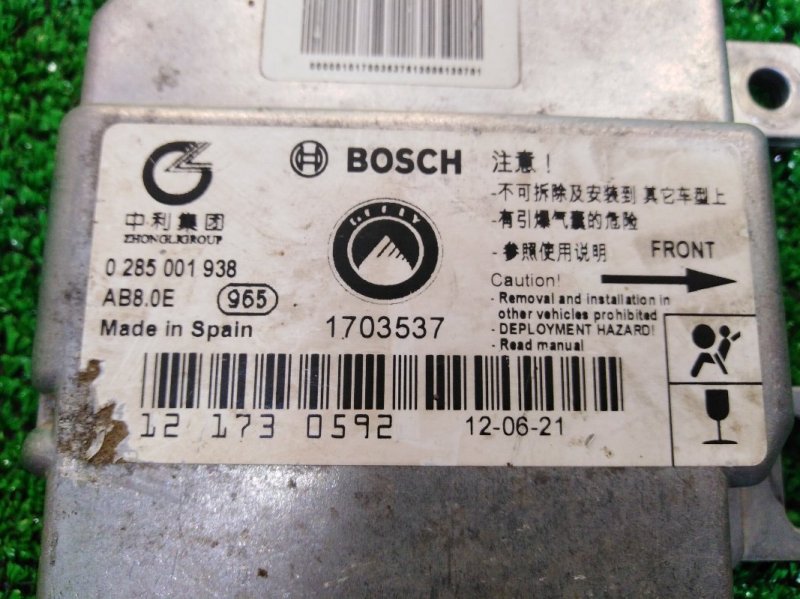 中利集团
ZHONGLIGROUP
0 285 001 938
AB8.0E 965
Made in Spain
BOSCH
1703537
注意！
-不可拆除及安装到 其它车型上
-有引爆气囊的危险
-参照使用说明
FRONT
Caution!
- Removal and installation in
other vehicles prohibited
- DEPLOYMENT HAZARD!
- Read manual
12 173 0592
12-06-21